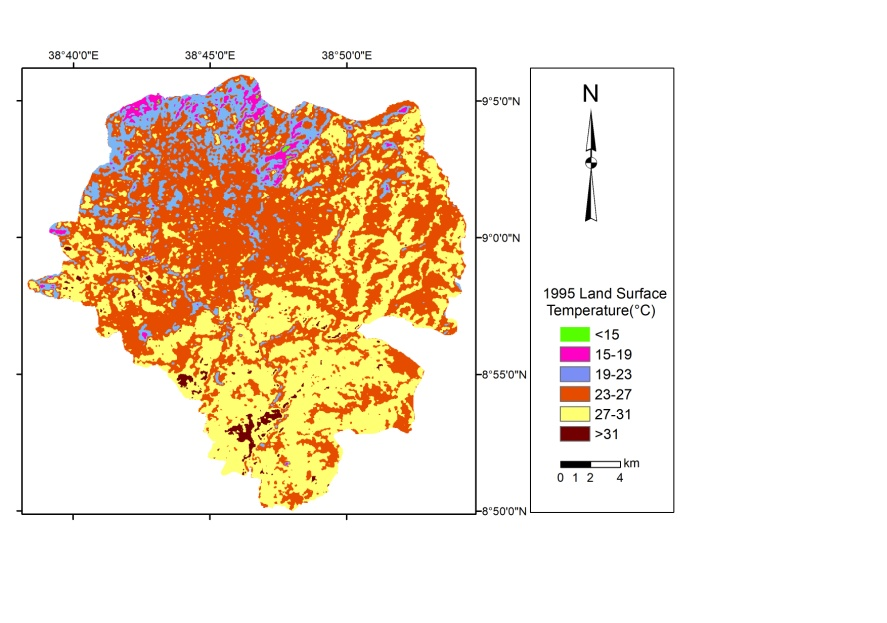 38°40'0"E 38°45'0"E 38°50'0"E
9°5'0"N
9°0'0"N
8°55'0"N
8°50'0"N
N
1995 Land Surface
Temperature(°C)
<15
15-19
19-23
23-27
27-31
>31
km
0 1 2 4